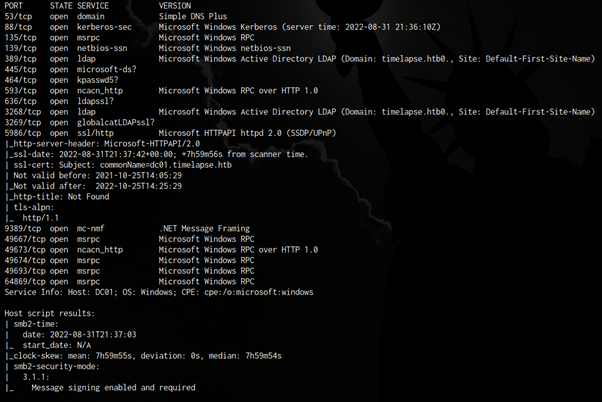 PORT STATE SERVICE VERSION
53/tcp open domain Simple DNS Plus
88/tcp open kerberos-sec Microsoft Windows Kerberos (server time: 2022-08-31 21:36:10Z)
135/tcp open msrpc Microsoft Windows RPC
139/tcp open netbios-ssn Microsoft Windows netbios-ssn
389/tcp open ldap Microsoft Windows Active Directory LDAP (Domain: timelapse.htb0., Site: Default-First-Site-Name)
445/tcp open microsoft-ds?
464/tcp open kpasswd5?
593/tcp open ncacn_http Microsoft Windows RPC over HTTP 1.0
636/tcp open ldapssl?
3268/tcp open ldap Microsoft Windows Active Directory LDAP (Domain: timelapse.htb0., Site: Default-First-Site-Name)
3269/tcp open globalcatLDAPssl?
5986/tcp open ssl/http Microsoft HTTPAPI httpd 2.0 (SSDP/UPnP)
|_http-server-header: Microsoft-HTTPAPI/2.0
|_ssl-date: 2022-08-31T21:37:42+00:00; +7h59m56s from scanner time.
| ssl-cert: Subject: commonName=dc01.timelapse.htb
| Not valid before: 2021-10-25T14:05:29
|_Not valid after: 2022-10-25T14:25:29
|_http-title: Not Found
| tls-alpn:
|_ http/1.1
9389/tcp open mc-nmf .NET Message Framing
49667/tcp open msrpc Microsoft Windows RPC
49673/tcp open ncacn_http Microsoft Windows RPC over HTTP 1.0
49674/tcp open msrpc Microsoft Windows RPC
49693/tcp open msrpc Microsoft Windows RPC
64869/tcp open msrpc Microsoft Windows RPC
Service Info: Host: DC01; OS: Windows; CPE: cpe:/o:microsoft:windows
Host script results:
| smb2-time:
| date: 2022-08-31T21:37:03
|_ start_date: N/A
|_clock-skew: mean: 7h59m55s, deviation: 0s, median: 7h59m54s
| smb2-security-mode:
| 3.1.1:
|_ Message signing enabled and required